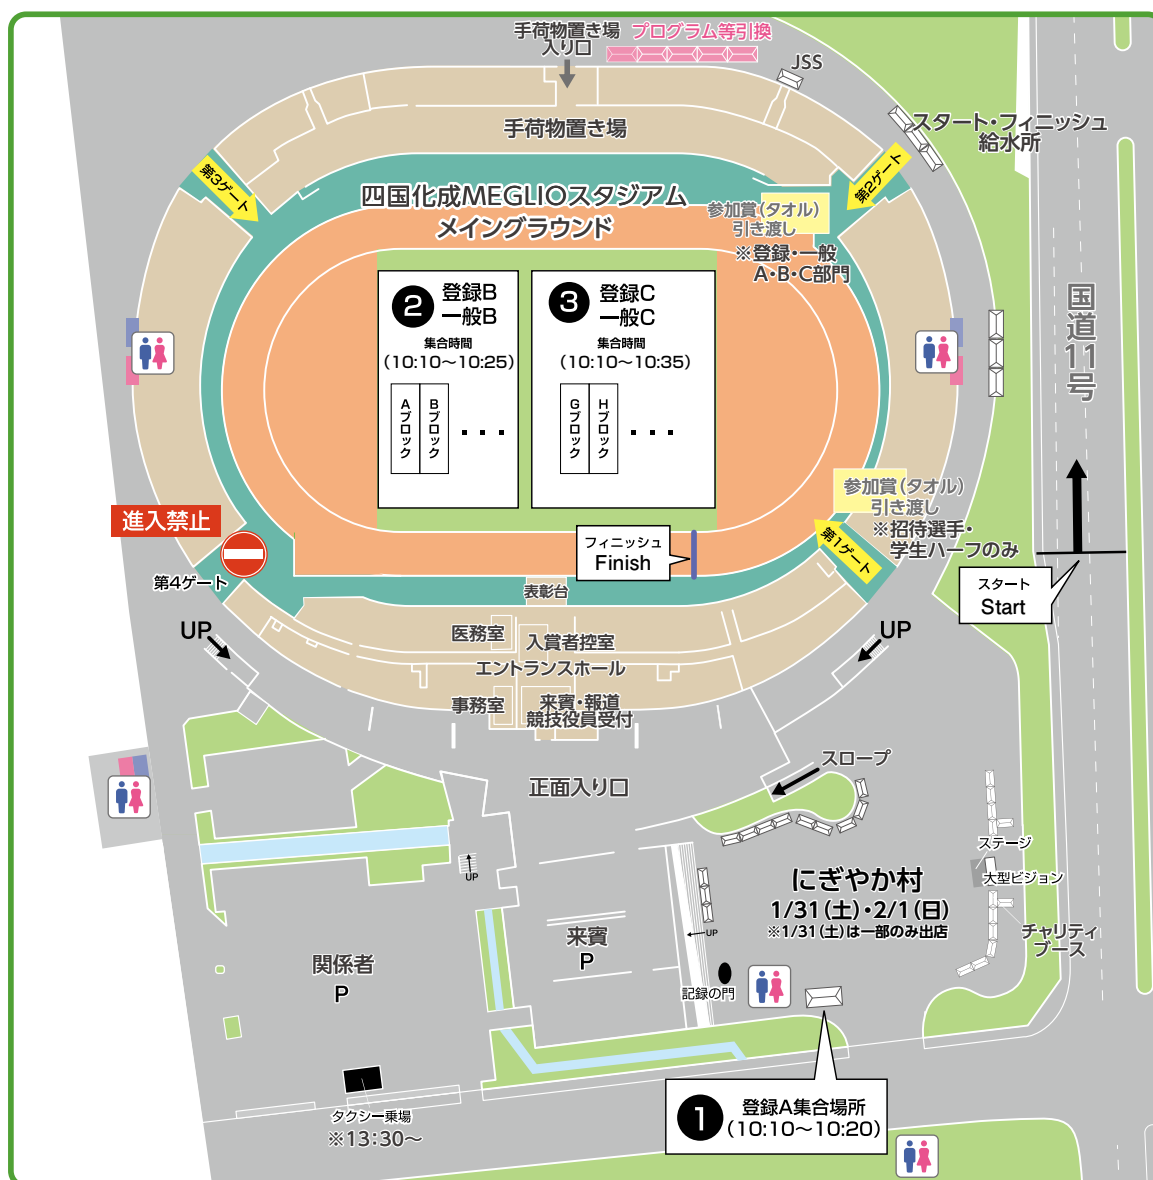 手荷物置き場
入り口
プログラム等引換
JSS
スタート・フィニッシュ
給水所
手荷物置き場
第3ゲート
第2ゲート
四国化成MEGLIOスタジアム
メイングラウンド
参加賞(タオル)
引き渡し
※登録・一般
A・B・C部門
2 登録B
一般B
集合時間
(10:10～10:25)
Aブロック
Bブロック
・・・
3 登録C
一般C
集合時間
(10:10～10:35)
Gブロック
Hブロック
・・・
国道11号
参加賞(タオル)
引き渡し
※招待選手・
学生ハーフのみ
進入禁止
第4ゲート
フィニッシュ
Finish
第1ゲート
スタート
Start
表彰台
UP
医務室
入賞者控室
エントランスホール
事務室
来賓・報道
競技役員受付
UP
正面入り口
スロープ
UP
ステージ
大型ビジョン
にぎやか村
1/31(土)・2/1(日)
※1/31(土)は一部のみ出店
チャリティ
ブース
UP
来賓
P
関係者
P
記録の門
タクシー乗場
※13:30～
1 登録A集合場所
(10:10～10:20)